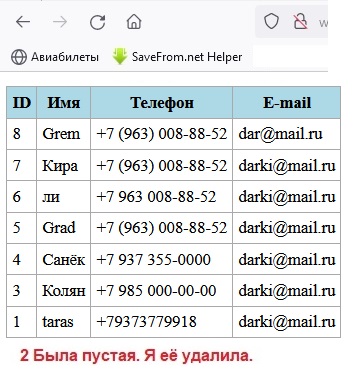 w
Авиабилеты SaveFrom.net Helper
ID Имя Телефон E-mail
8 Grem +7 (963) 008-88-52 dar@mail.ru
7 Кира +7 (963) 008-88-52 darki@mail.ru
6 ли +7 963 008-88-52 darki@mail.ru
5 Grad +7 (963) 008-88-52 darki@mail.ru
4 Санёк +7 937 355-0000 darki@mail.ru
3 Колян +7 985 000-00-00 darki@mail.ru
1 taras +79373779918 darki@mail.ru
2 Была пустая. Я её удалила.